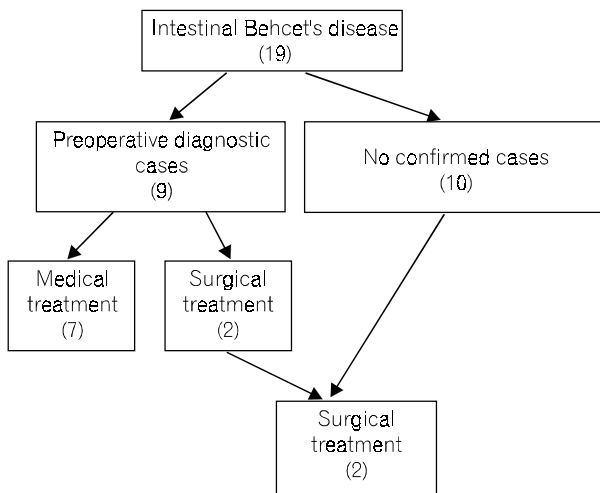 Intestinal Behcet's disease
(19)
Preoperative diagnostic
cases
(9)
No confirmed cases
(10)
Medical
treatment
(7)
Surgical
treatment
(2)
Surgical
treatment
(2)